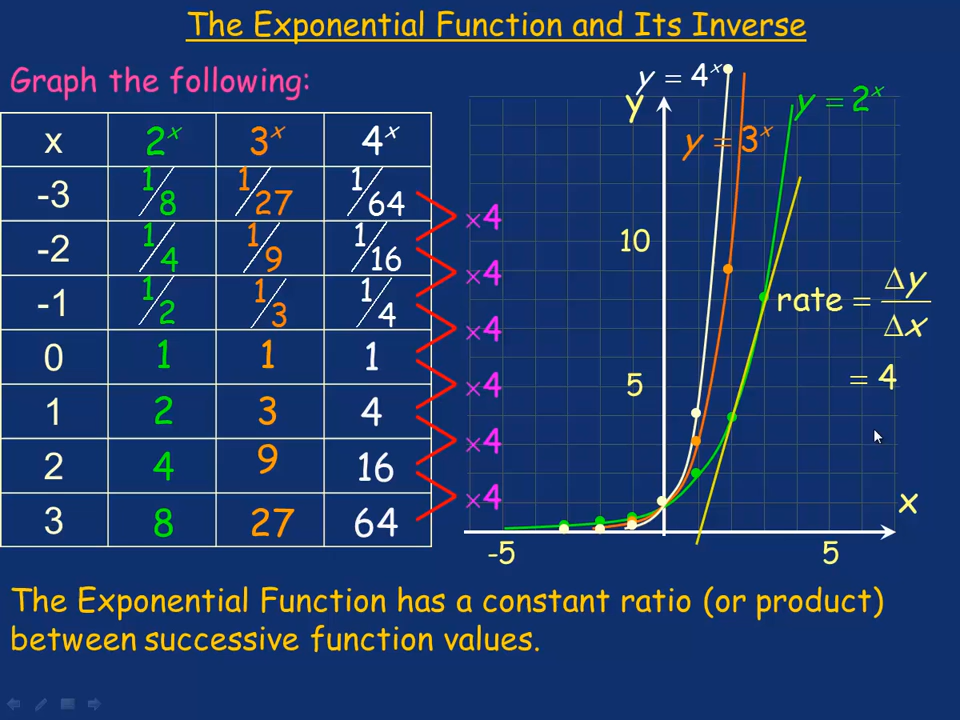 The Exponential Function and Its Inverse
Graph the following:
x 2^x 3^x 4^x
-3 1/8 1/27 1/64
-2 1/4 1/9 1/16
-1 1/2 1/3 1/4
0 1 1 1
1 2 3 4
2 4 9 16
3 8 27 64
×4
×4
×4
×4
×4
×4
y = 4^x
y
y = 2^x
y = 3^x
10
rate = Δy/Δx
5
= 4
x
-5 5
The Exponential Function has a constant ratio (or product)
between successive function values.